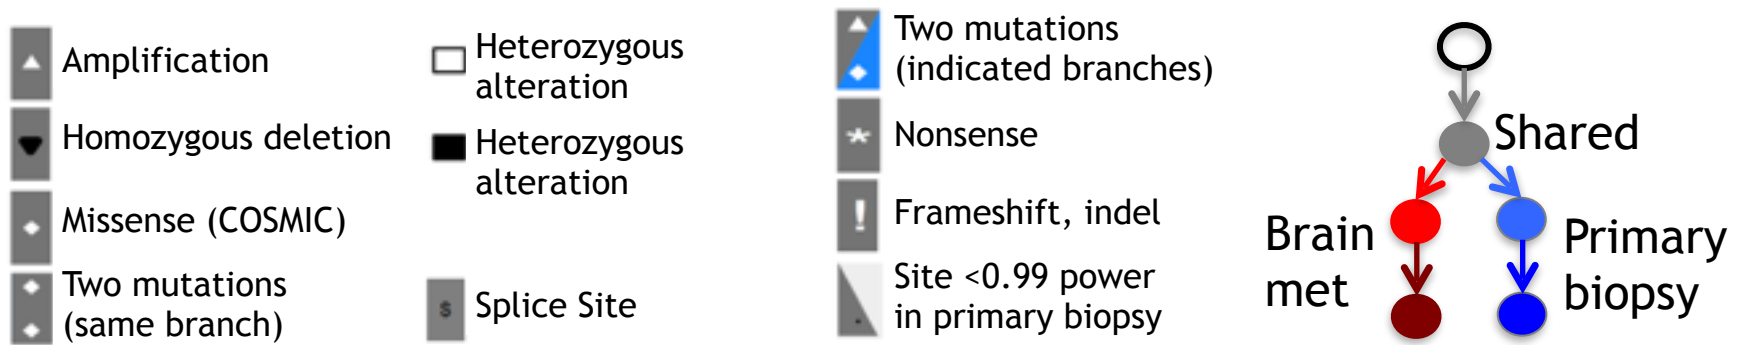 Amplification
Homozygous deletion
Missense (COSMIC)
Two mutations
(same branch)
Heterozygous
alteration
Heterozygous
alteration
$
Splice Site
Two mutations
(indicated branches)
*
Nonsense
!
Frameshift, indel
Site <0.99 power
in primary biopsy
Shared
Brain
met
Primary
biopsy